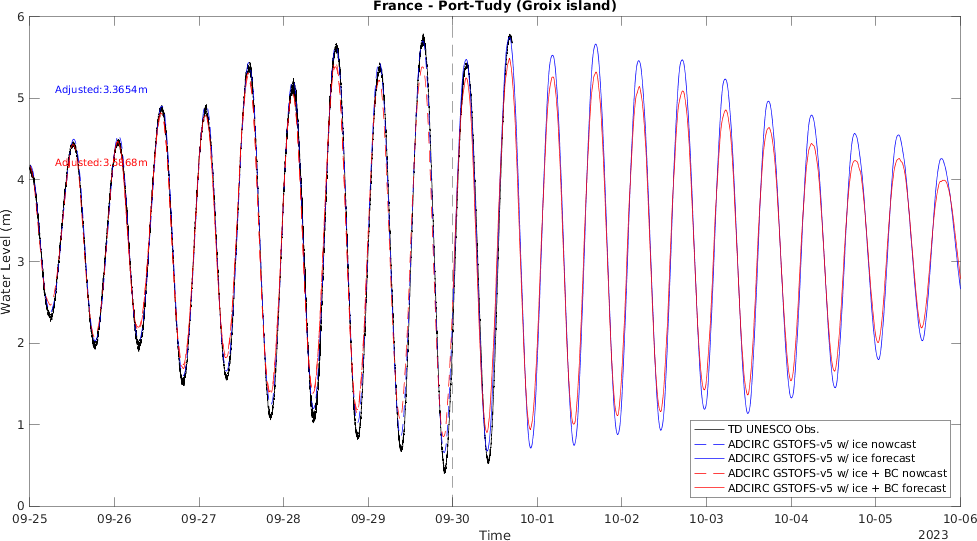 France - Port-Tudy (Groix island)
Water Level (m)
6
5
4
3
2
1
0
Adjusted:3.3654m
Adjusted:3.5868m
TD UNESCO Obs.
ADCIRC GSTOFS-v5 w/ ice nowcast
ADCIRC GSTOFS-v5 w/ ice forecast
ADCIRC GSTOFS-v5 w/ ice + BC nowcast
ADCIRC GSTOFS-v5 w/ ice + BC forecast
09-25 09-26 09-27 09-28 09-29 09-30 10-01 10-02 10-03 10-04 10-05 10-06
Time
2023